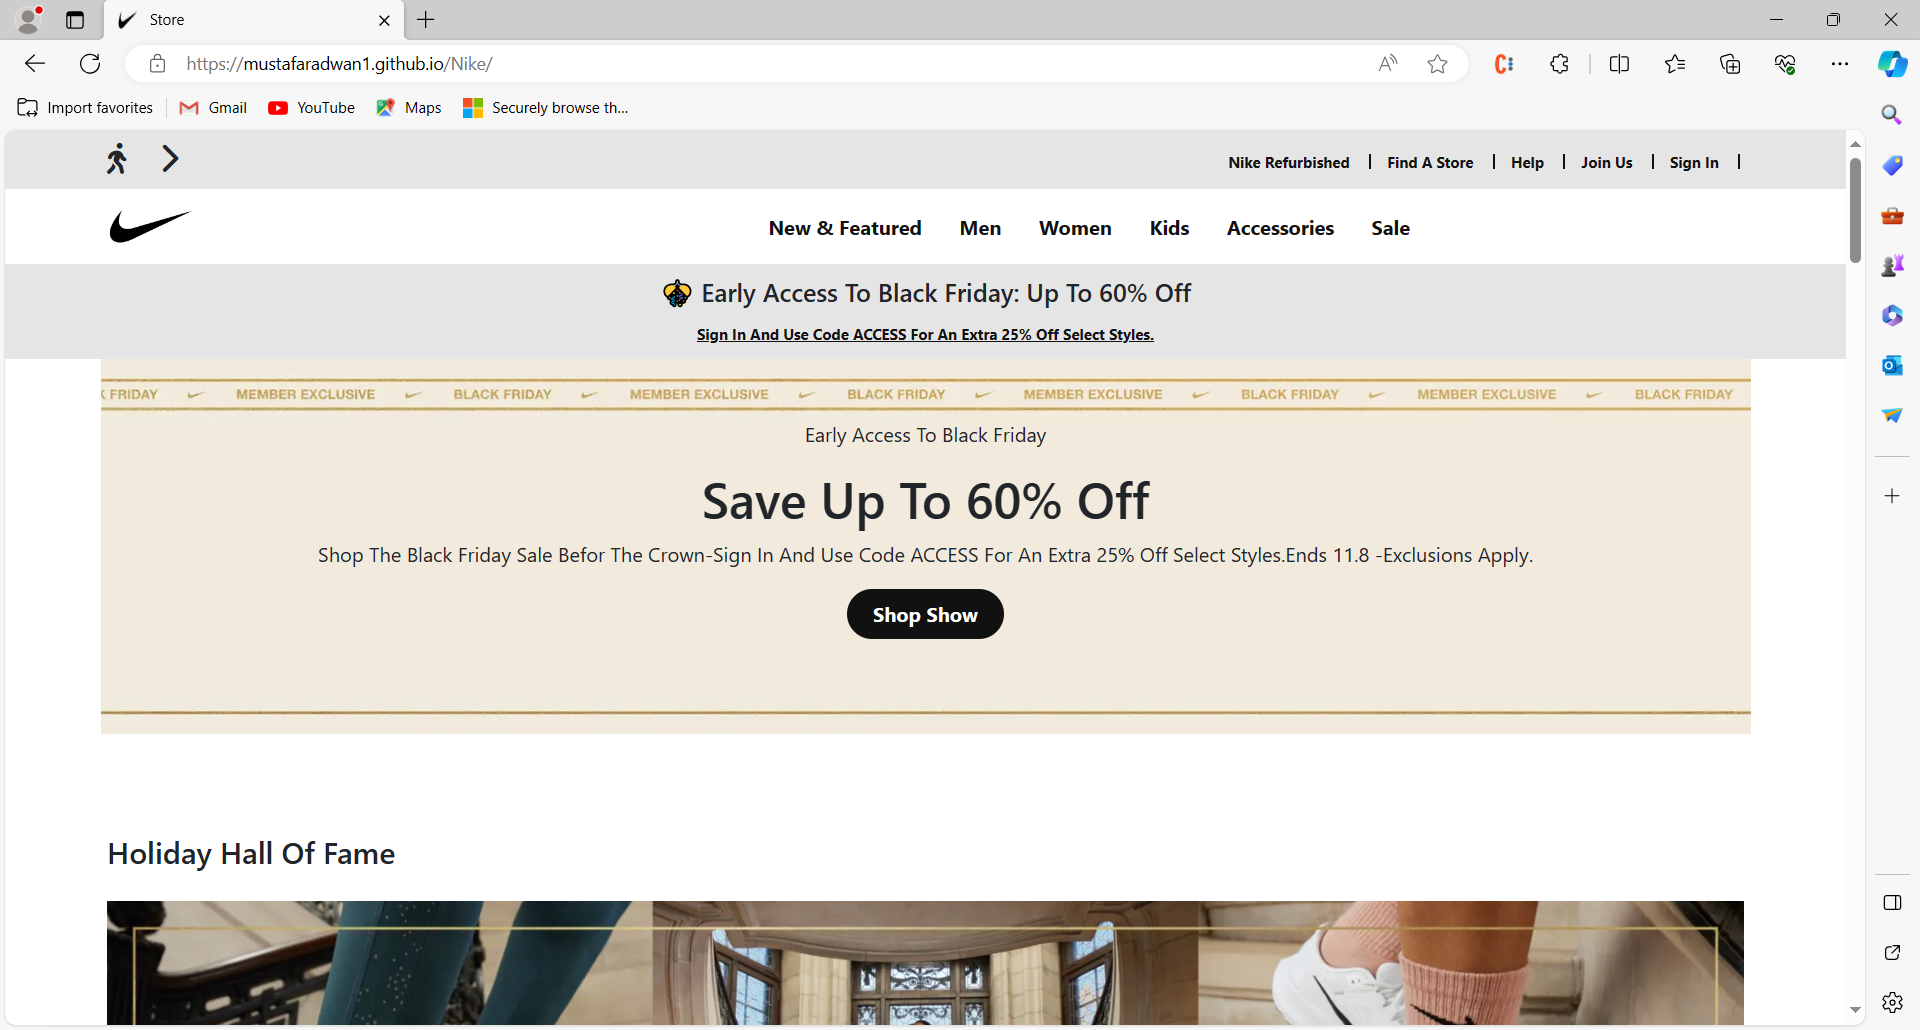 Store
https://mustafaradwan1.github.io/Nike/
Import favorites
Gmail
YouTube
Maps
Securely browse th...
Nike Refurbished
Find A Store
Help
Join Us
Sign In
New & Featured
Men
Women
Kids
Accessories
Sale
Early Access To Black Friday: Up To 60% Off
Sign In And Use Code ACCESS For An Extra 25% Off Select Styles.
K FRIDAY MEMBER EXCLUSIVE BLACK FRIDAY MEMBER EXCLUSIVE BLACK FRIDAY MEMBER EXCLUSIVE BLACK FRIDAY MEMBER EXCLUSIVE BLACK FRIDAY
Early Access To Black Friday
Save Up To 60% Off
Shop The Black Friday Sale Befor The Crown-Sign In And Use Code ACCESS For An Extra 25% Off Select Styles.Ends 11.8 -Exclusions Apply.
Shop Show
Holiday Hall Of Fame